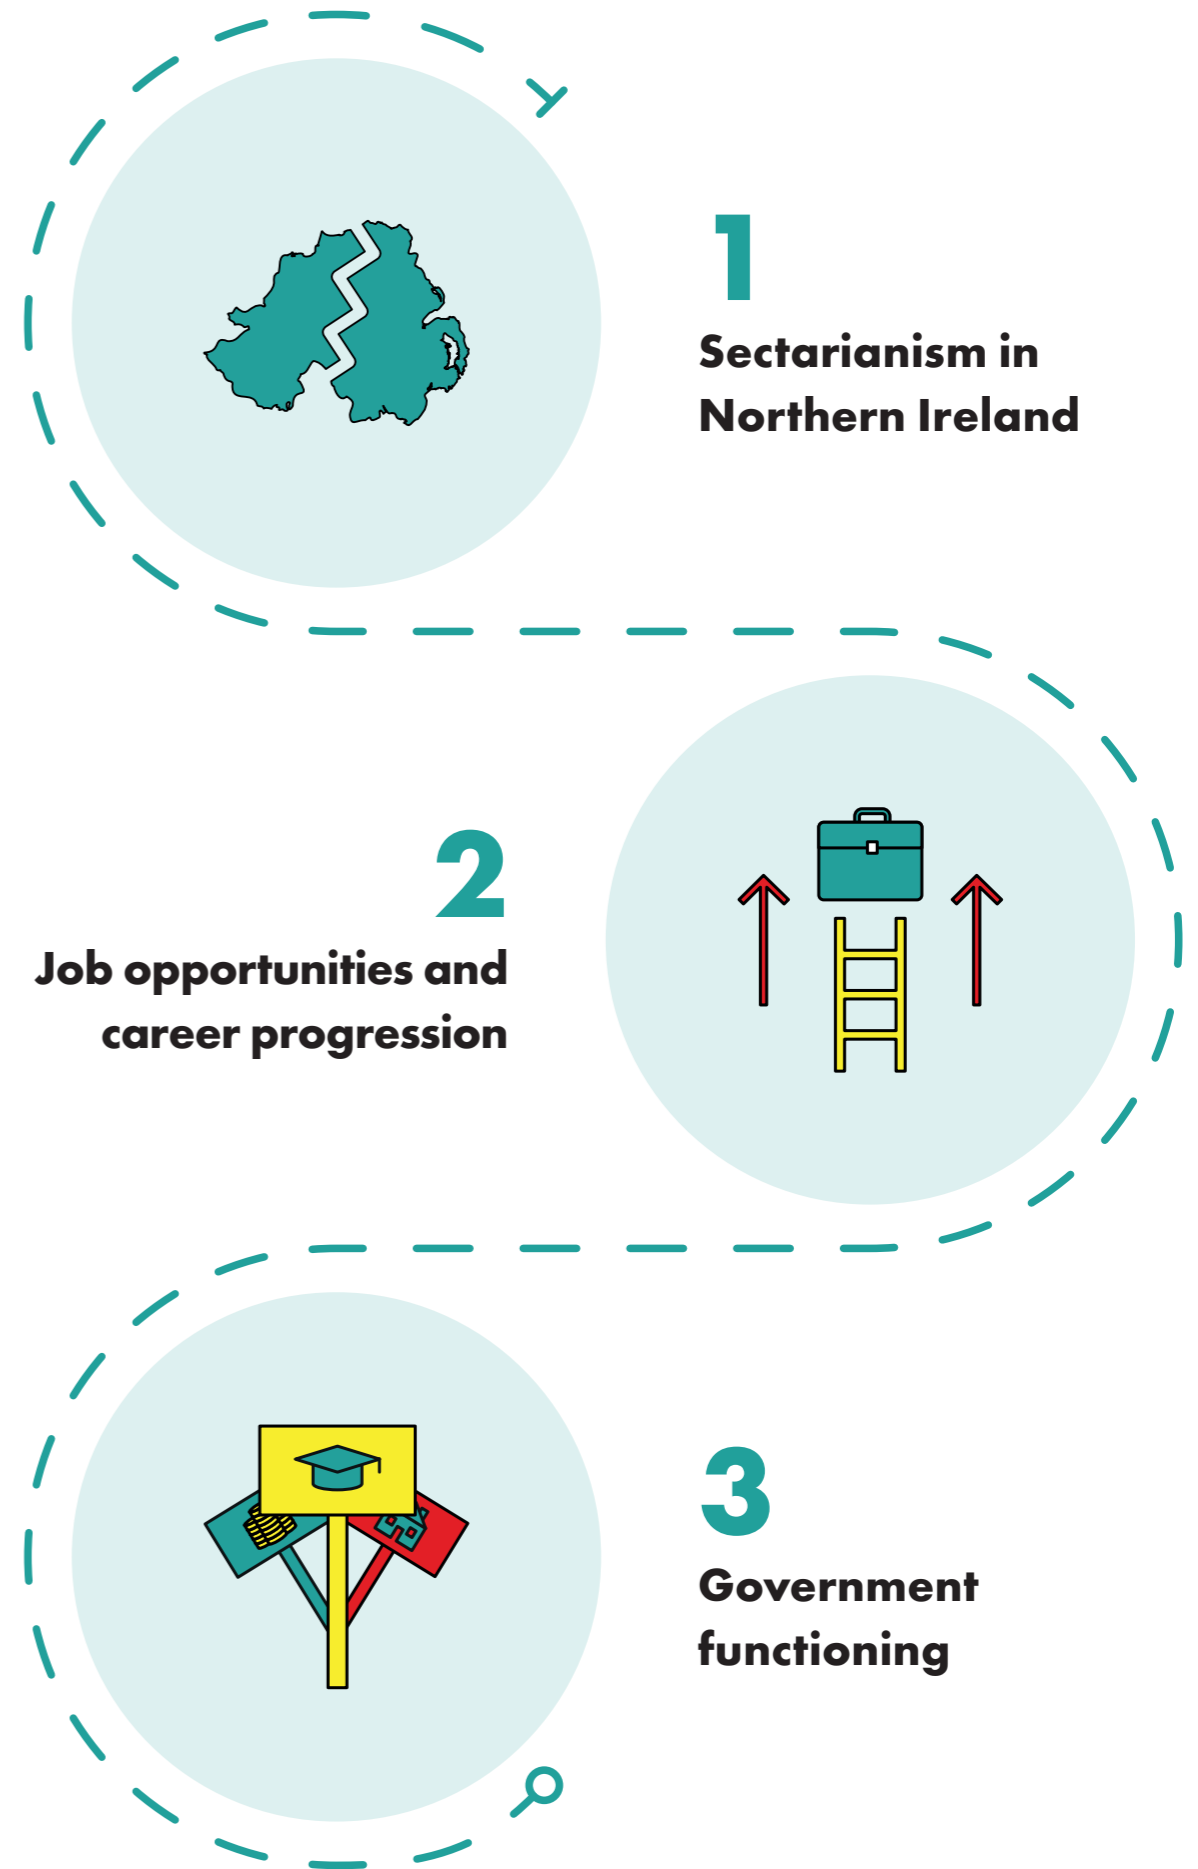 1
Sectarianism in
Northern Ireland
2
Job opportunities and
career progression
3
Government
functioning